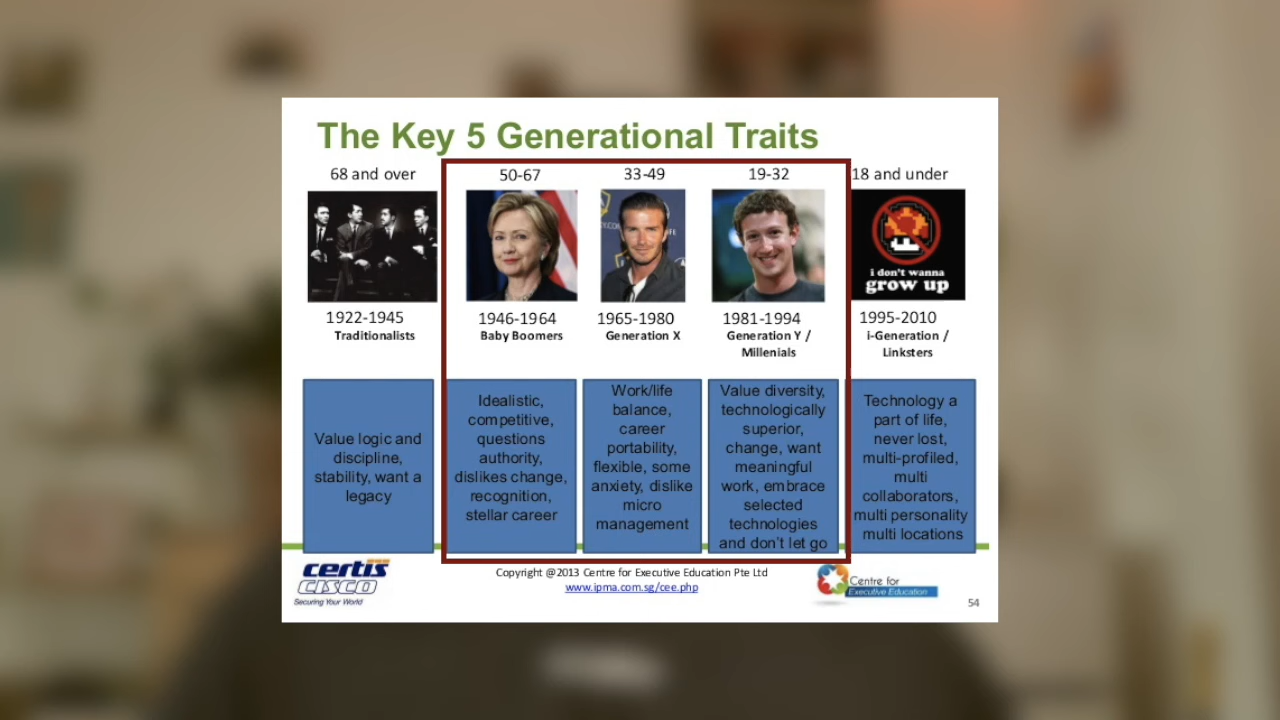 The Key 5 Generational Traits
68 and over
50-67
33-49
19-32
18 and under
i don't wanna
grow up
1922-1945
Traditionalists
1946-1964
Baby Boomers
1965-1980
Generation X
1981-1994
Generation Y /
Millenials
1995-2010
i-Generation /
Linksters
Value logic and
discipline,
stability, want a
legacy
Idealistic,
competitive,
questions
authority,
dislikes change,
recognition,
stellar career
Work/life
balance,
career
portability,
flexible, some
anxiety, dislike
micro
management
Value diversity,
technologically
superior,
change, want
meaningful
work, embrace
selected
technologies
and don't let go
Technology a
part of life,
never lost,
multi-profiled,
multi
collaborators,
multi personality
multi locations
certis
CISCO
Securing Your World
Copyright @2013 Centre for Executive Education Pte Ltd
www.ipma.com.sg/cee.php
Centre for
Executive Education
54